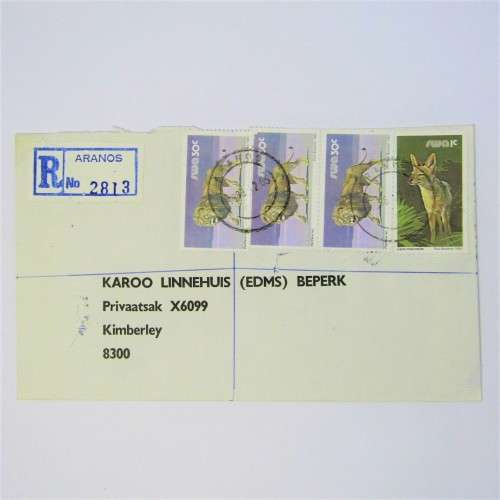 R
ARANOS
No 2813
swa 30c
swa 30c
swa 30c
swa 1c
KAROO LINNEHUIS (EDMS) BEPERK
Privaatsak X6099
Kimberley
8300